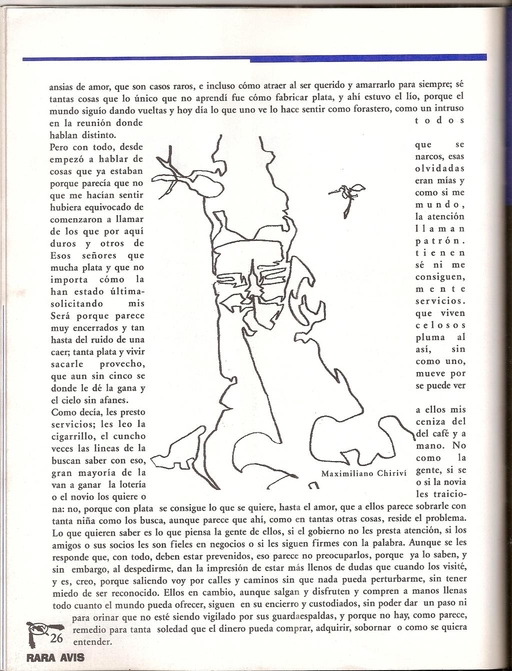 ansias de amor, que son casos raros, e incluso cómo atraer al ser querido y amarrarlo para siempre; sé
tantas cosas que lo único que no aprendí fue cómo fabricar plata, y ahí estuvo el lío, porque el
mundo siguío dando vueltas y hoy día lo que uno ve lo hace sentir como forastero, como un intruso
en la reunión donde todos
hablan distinto.
Pero con todo, desde que se
empezó a hablar de narcos, esas
cosas que ya estaban olvidadas
porque parecía que no eran mías y
que me hacían sentir como si me
hubiera equivocado de mundo,
comenzaron a llamar la atención
de los que por aquí llaman
duros y otros de patrón.
Esos señores que tienen
mucha plata y que no sé ni me
importa cómo la consiguen,
han estado última- mente
solicitando mis servicios.
Será porque parece que viven
muy encerrados y tan celosos
hasta del ruido de una pluma al
caer; tanta plata y vivir así, sin
sacarle provecho, como uno,
que aun sin cinco se mueve por
donde le dé la gana y se puede ver
el cielo sin afanes.
Como decía, les presto a ellos mis
servicios; les leo la ceniza del
cigarrillo, el cuncho del café y a
veces las lineas de la mano. No
buscan saber con eso, como la
gran mayoría de la gente, si se
van a ganar la lotería o si la novia
o el novio los quiere o les traicio-
Maximiliano Chirivi
na: no, porque con plata se consigue lo que se quiere, hasta el amor, que a ellos parece sobrarle con
tanta niña como los busca, aunque parece que ahí, como en tantas otras cosas, reside el problema.
Lo que quieren saber es lo que piensa la gente de ellos, si el gobierno no les presta atención, si los
amigos o sus socios les son fieles en negocios o si les siguen firmes con la palabra. Aunque se les
responde que, con todo, deben estar prevenidos, eso parece no preocuparlos, porque ya lo saben, y
sin embargo, al despedirme, dan la impresión de estar más llenos de dudas que cuando los visité,
y es, creo, porque saliendo voy por calles y caminos sin que nada pueda perturbarme, sin tener
miedo de ser reconocido. Ellos en cambio, aunque salgan y disfruten y compren a manos llenas
todo cuanto el mundo pueda ofrecer, siguen en su encierro y custodiados, sin poder dar un paso ni
para orinar que no esté siendo vigilado por sus guardaespaldas, y porque no hay, como parece,
remedio para tanta soledad que el dinero pueda comprar, adquirir, sobornar o como se quiera
entender.
26
RARA AVIS